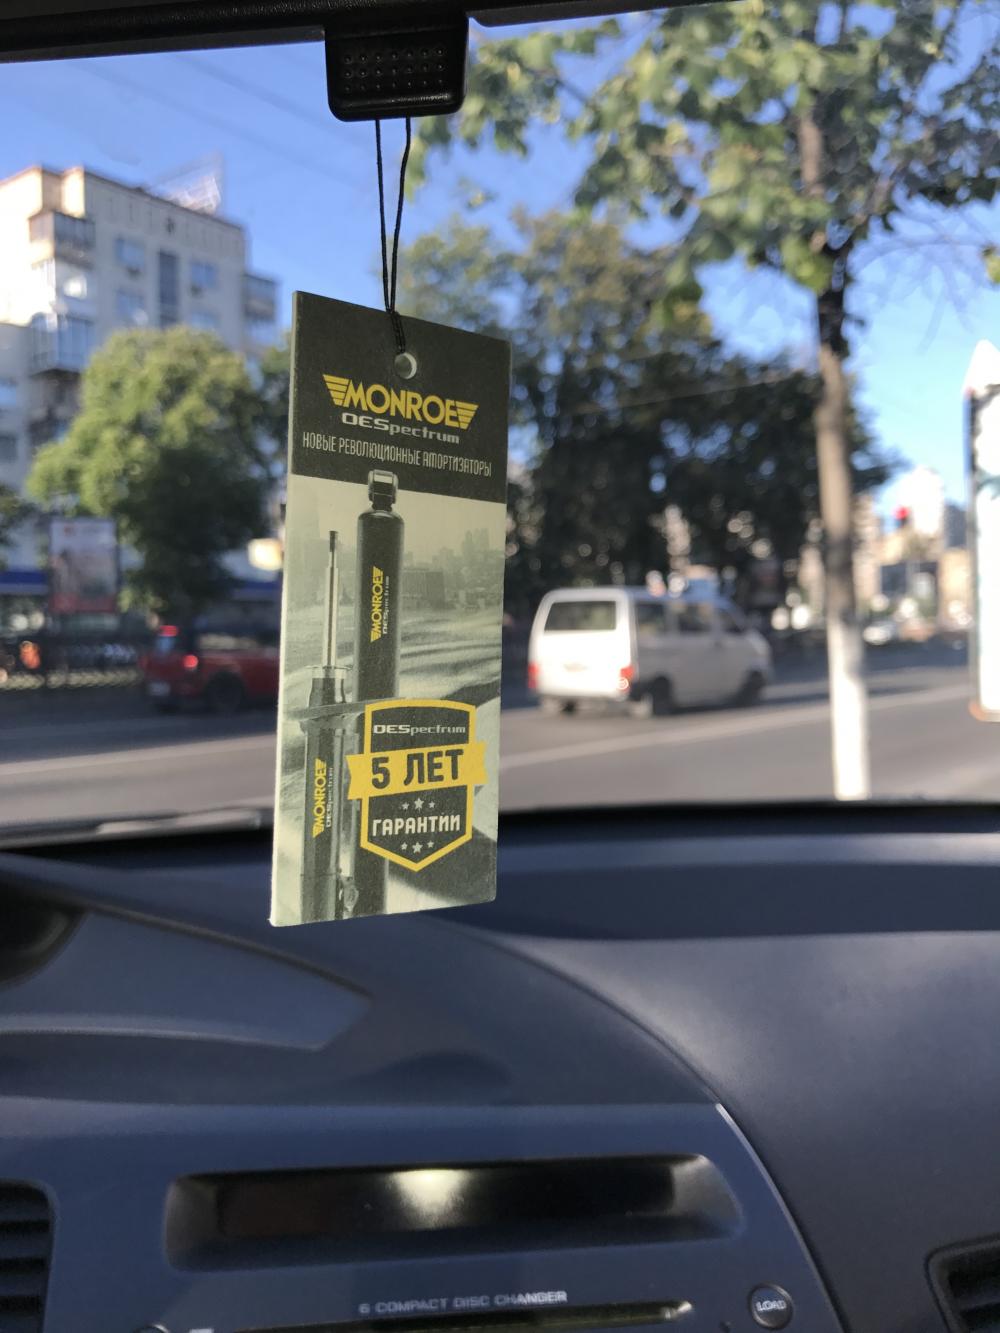 MONROE
OESpectrum
НОВЫЕ РЕВОЛЮЦИОННЫЕ АМОРТИЗАТОРЫ
MONROE
OESpectrum
MONROE
OESpectrum
OESpectrum
5 ЛЕТ
ГАРАНТИИ
6 COMPACT DISC CHANGER
LOAD